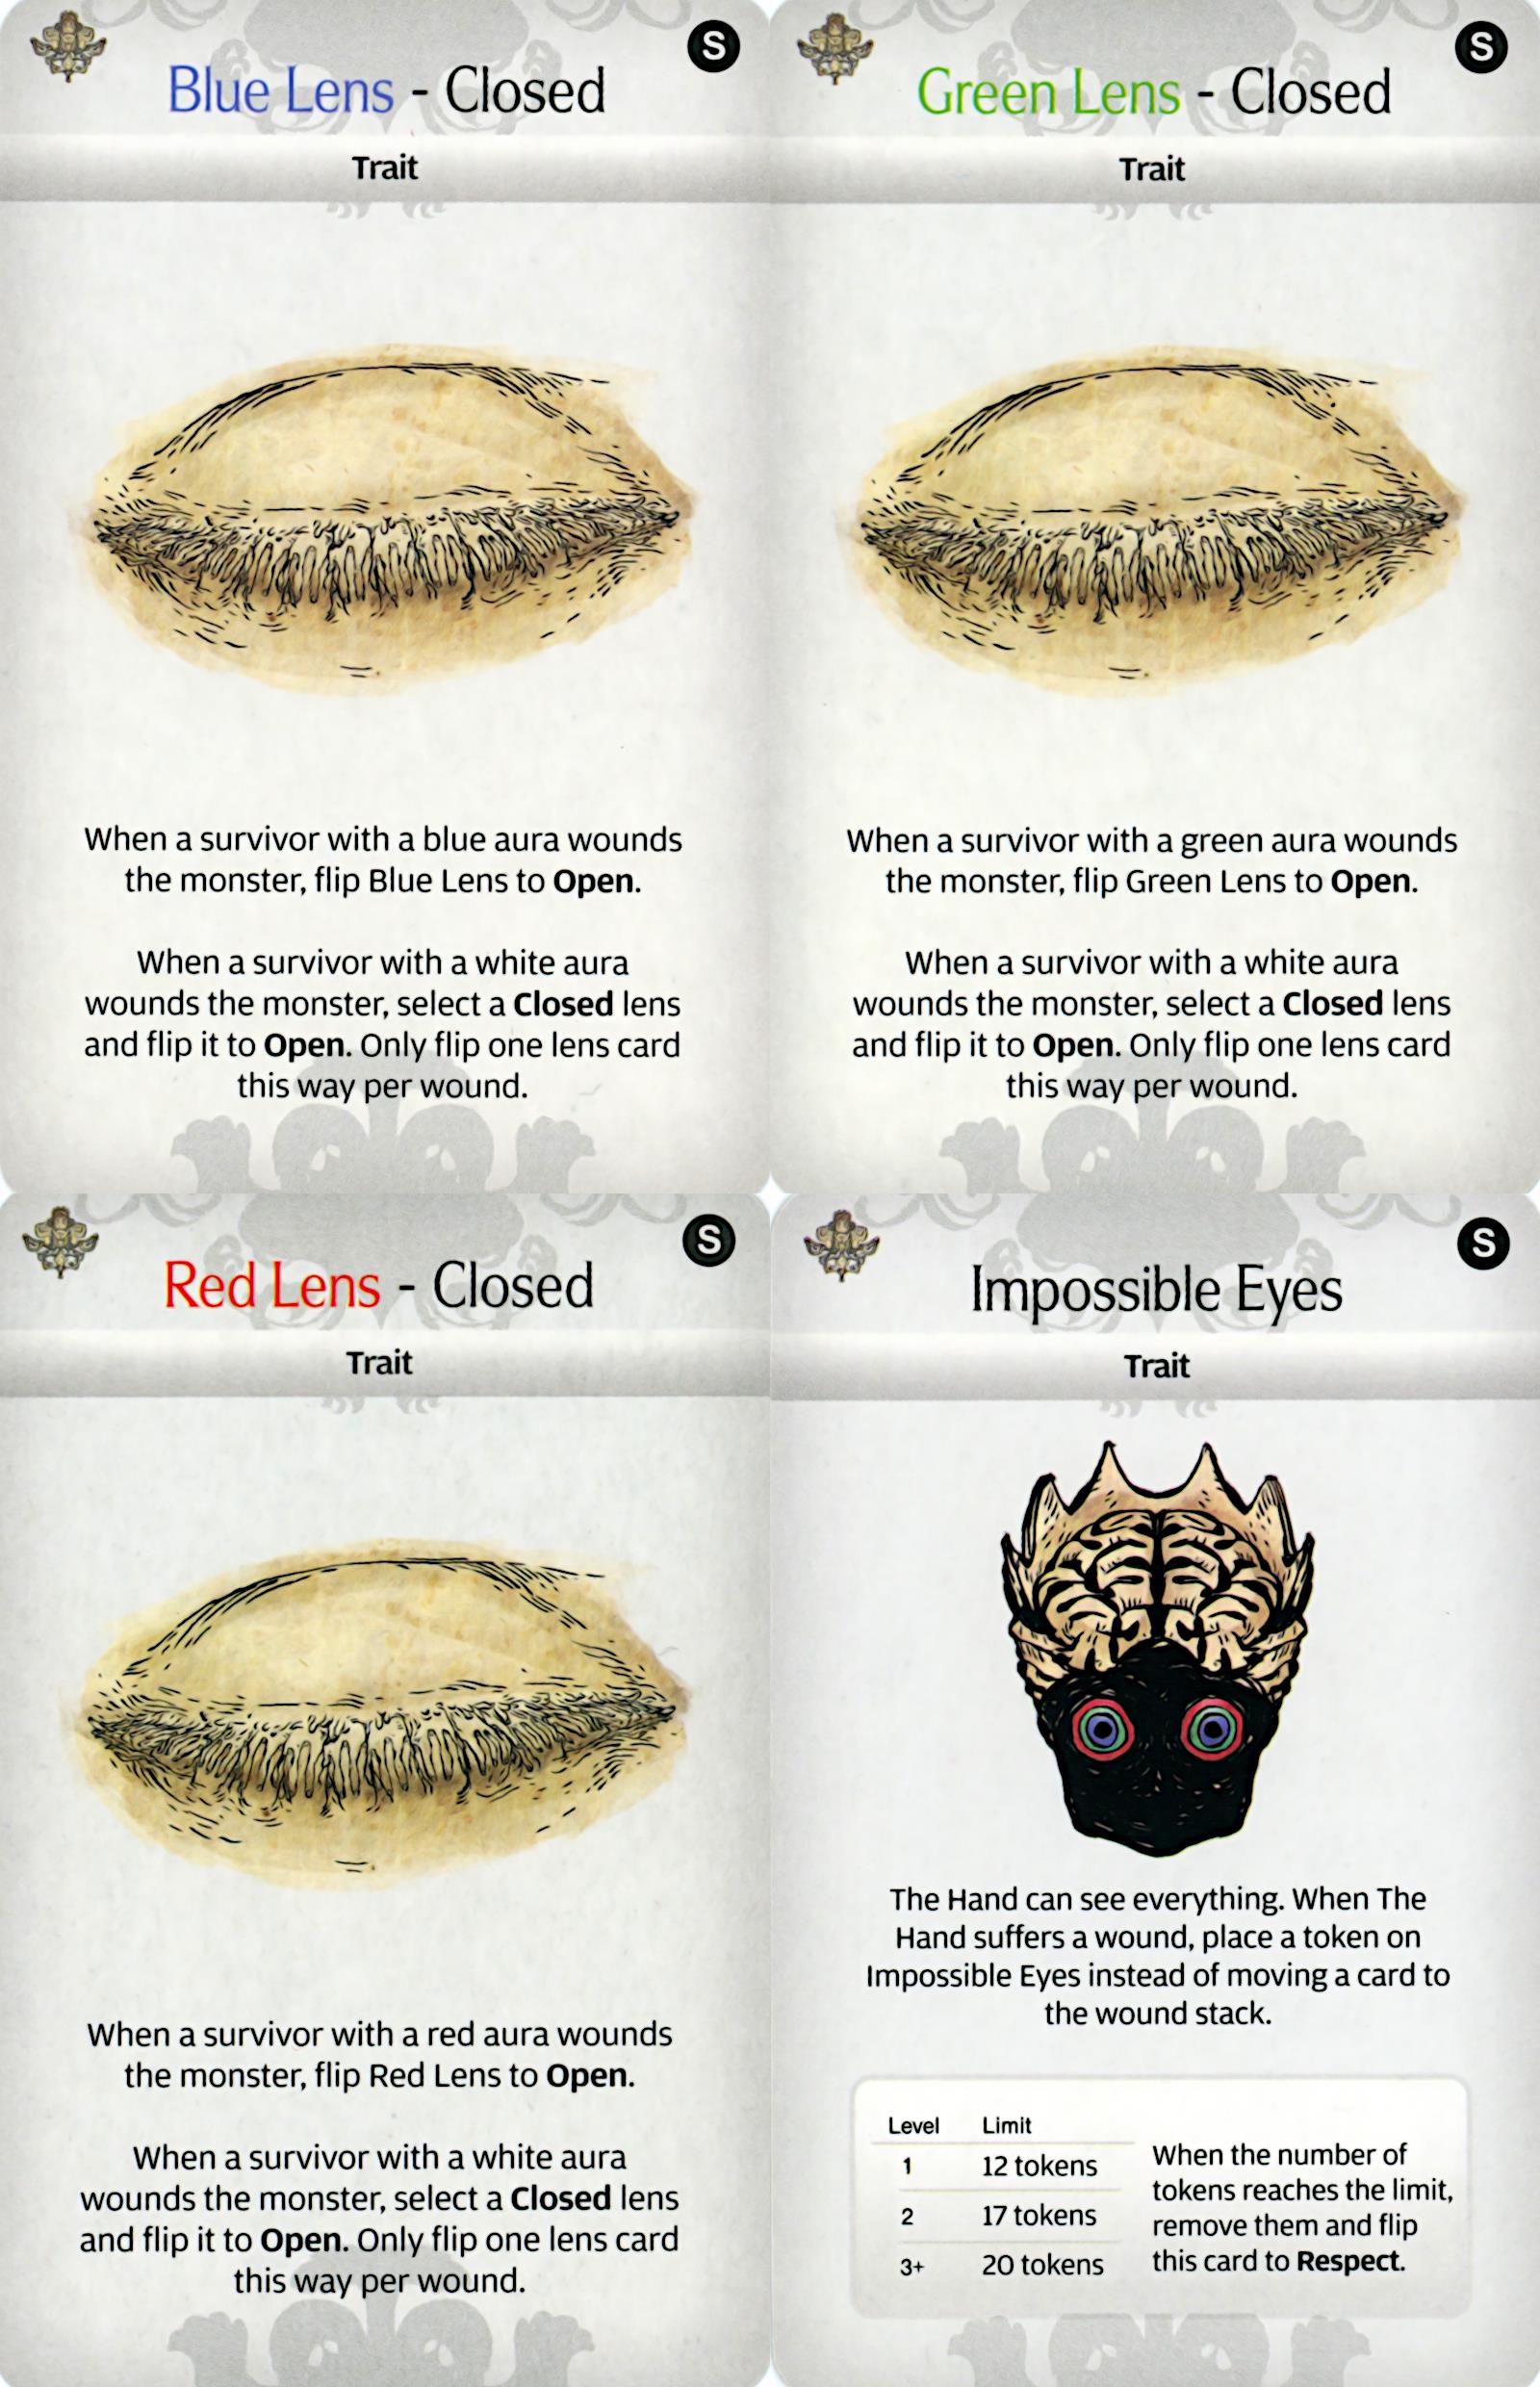 S
Blue Lens - Closed
Trait
When a survivor with a blue aura wounds
the monster, flip Blue Lens to Open.
When a survivor with a white aura
wounds the monster, select a Closed lens
and flip it to Open. Only flip one lens card
this way per wound.
S
Green Lens - Closed
Trait
When a survivor with a green aura wounds
the monster, flip Green Lens to Open.
When a survivor with a white aura
wounds the monster, select a Closed lens
and flip it to Open. Only flip one lens card
this way per wound.
S
Red Lens - Closed
Trait
When a survivor with a red aura wounds
the monster, flip Red Lens to Open.
When a survivor with a white aura
wounds the monster, select a Closed lens
and flip it to Open. Only flip one lens card
this way per wound.
S
Impossible Eyes
Trait
The Hand can see everything. When The
Hand suffers a wound, place a token on
Impossible Eyes instead of moving a card to
the wound stack.
Level Limit
1 12 tokens
2 17 tokens
3+ 20 tokens
When the number of
tokens reaches the limit,
remove them and flip
this card to Respect.